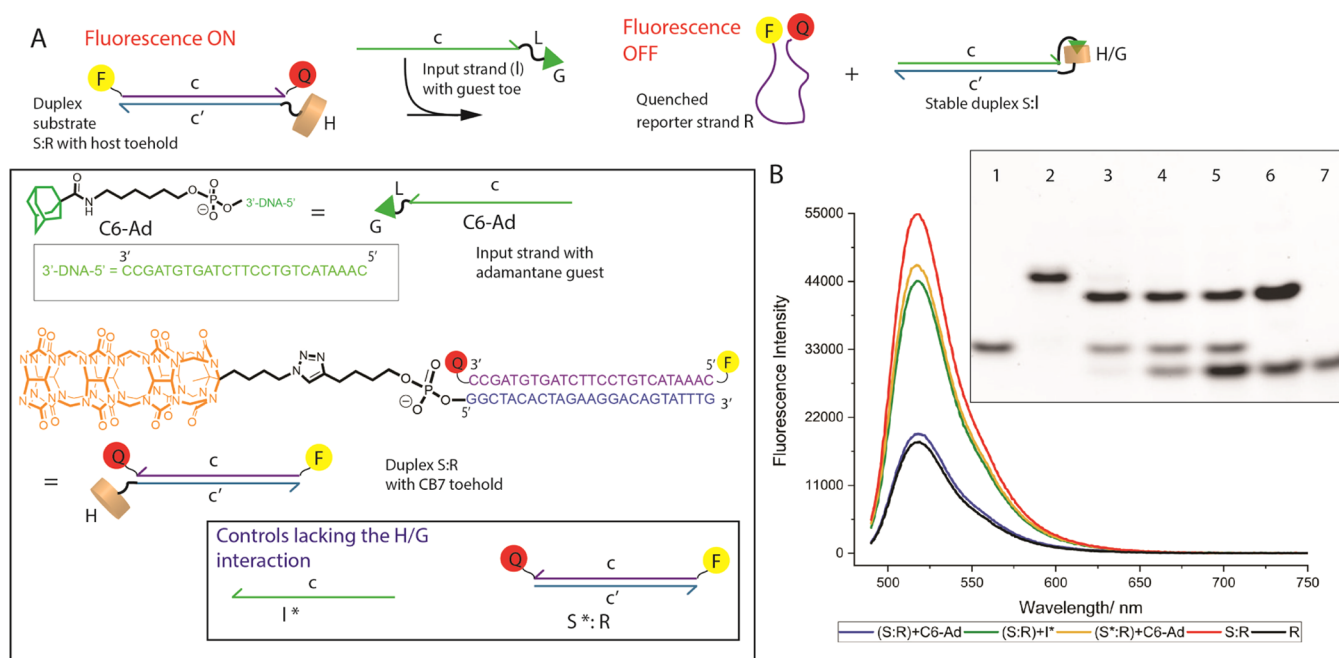 A
Fluorescence ON
F
Q
c
c'
Duplex
substrate
S:R with host toehold
H
c
L
G
Input strand (I)
with guest toe
Fluorescence
OFF
F
Q
Quenched
reporter strand R
+
c
c'
H/G
Stable duplex S:I
O
N
H
O
O
P
O
⊖
O
3'-DNA-5'
C6-Ad
=
L
c
G
C6-Ad
Input strand with
adamantane guest
3'
5'
3'-DNA-5' = CCGATGTGATCTTCCTGTCATAAAC
N N
N
O
O
P
O
⊖
O
Q
3'
5'
F
CCGATGTGATCTTCCTGTCATAAAC
GGCTACACTAGAAGGACAGTATTTG
5'
3'
=
Q
c
F
c'
H
Duplex S:R
with CB7 toehold
Controls lacking the H/G
interaction
c
I *
Q
c
F
c'
S *: R
B
1 2 3 4 5 6 7
55000
44000
33000
22000
11000
0
Fluorescence Intensity
500 550 600 650 700 750
Wavelength/ nm
(S:R)+C6-Ad (S:R)+I* (S*:R)+C6-Ad S:R R